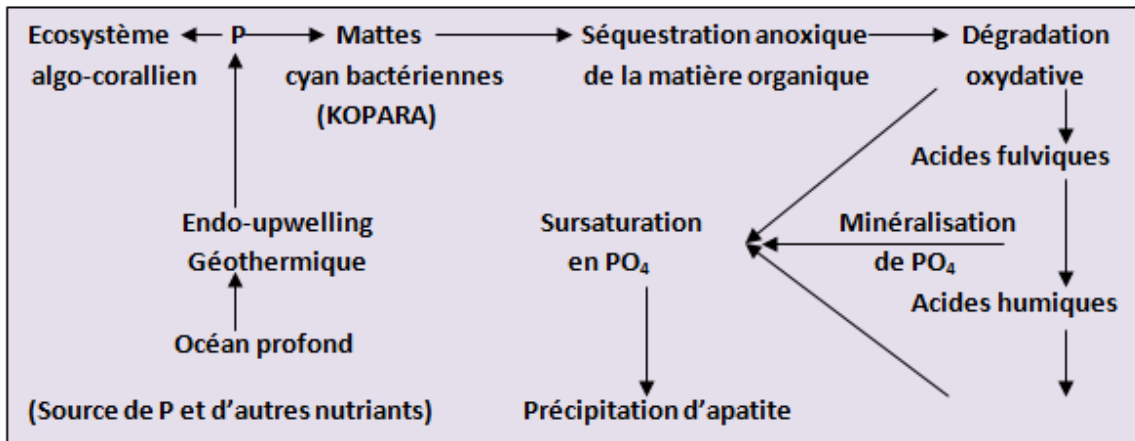 Ecosystème P Mattes Séquestration anoxique Dégradation
algo-corallien cyan bactériennes de la matière organique oxydative
(KOPARA)
Acides fulviques
Endo-upwelling Sursaturation Minéralisation
Géothermique en PO₄ de PO₄
Acides humiques
Océan profond
(Source de P et d’autres nutriants) Précipitation d’apatite